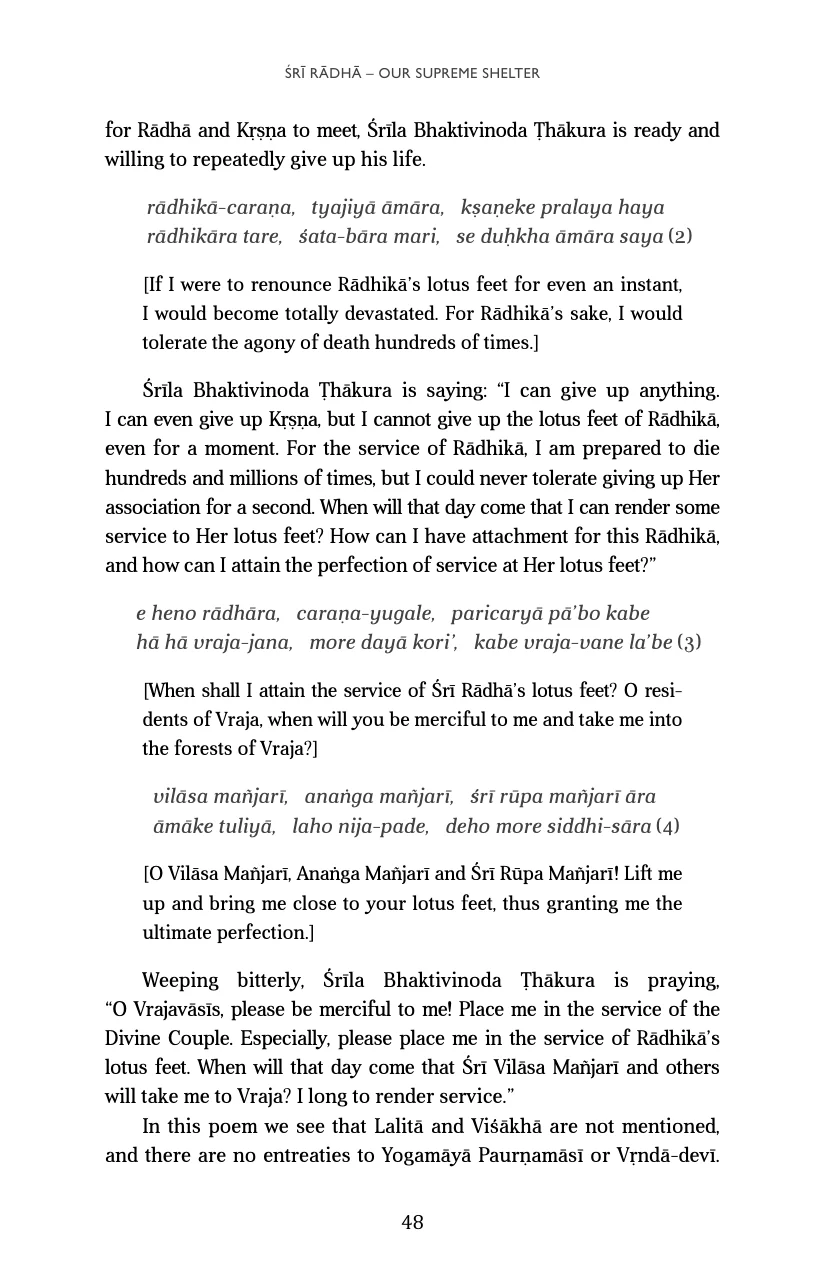 ŚRĪ RĀDHĀ – OUR SUPREME SHELTER
for Rādhā and Kṛṣṇa to meet, Śrīla Bhaktivinoda Ṭhākura is ready and
willing to repeatedly give up his life.
rādhikā-caraṇa, tyajiyā āmāra, kṣaṇeke pralaya haya
rādhikāra tare, śata-bāra mari, se duḥkha āmāra saya (2)
[If I were to renounce Rādhikā’s lotus feet for even an instant,
I would become totally devastated. For Rādhikā’s sake, I would
tolerate the agony of death hundreds of times.]
Śrīla Bhaktivinoda Ṭhākura is saying: “I can give up anything.
I can even give up Kṛṣṇa, but I cannot give up the lotus feet of Rādhikā,
even for a moment. For the service of Rādhikā, I am prepared to die
hundreds and millions of times, but I could never tolerate giving up Her
association for a second. When will that day come that I can render some
service to Her lotus feet? How can I have attachment for this Rādhikā,
and how can I attain the perfection of service at Her lotus feet?”
e heno rādhāra, caraṇa-yugale, paricaryā pā’bo kabe
hā hā vraja-jana, more dayā kori’, kabe vraja-vane la’be (3)
[When shall I attain the service of Śrī Rādhā’s lotus feet? O resi-
dents of Vraja, when will you be merciful to me and take me into
the forests of Vraja?]
vilāsa mañjarī, anaṅga mañjarī, śrī rūpa mañjarī āra
āmāke tuliyā, laho nija-pade, deho more siddhi-sāra (4)
[O Vilāsa Mañjarī, Anaṅga Mañjarī and Śrī Rūpa Mañjarī! Lift me
up and bring me close to your lotus feet, thus granting me the
ultimate perfection.]
Weeping bitterly, Śrīla Bhaktivinoda Ṭhākura is praying,
“O Vrajavāsīs, please be merciful to me! Place me in the service of the
Divine Couple. Especially, please place me in the service of Rādhikā’s
lotus feet. When will that day come that Śrī Vilāsa Mañjarī and others
will take me to Vraja? I long to render service.”
In this poem we see that Lalitā and Viśākhā are not mentioned,
and there are no entreaties to Yogamāyā Paurṇamāsī or Vṛndā-devī.
48